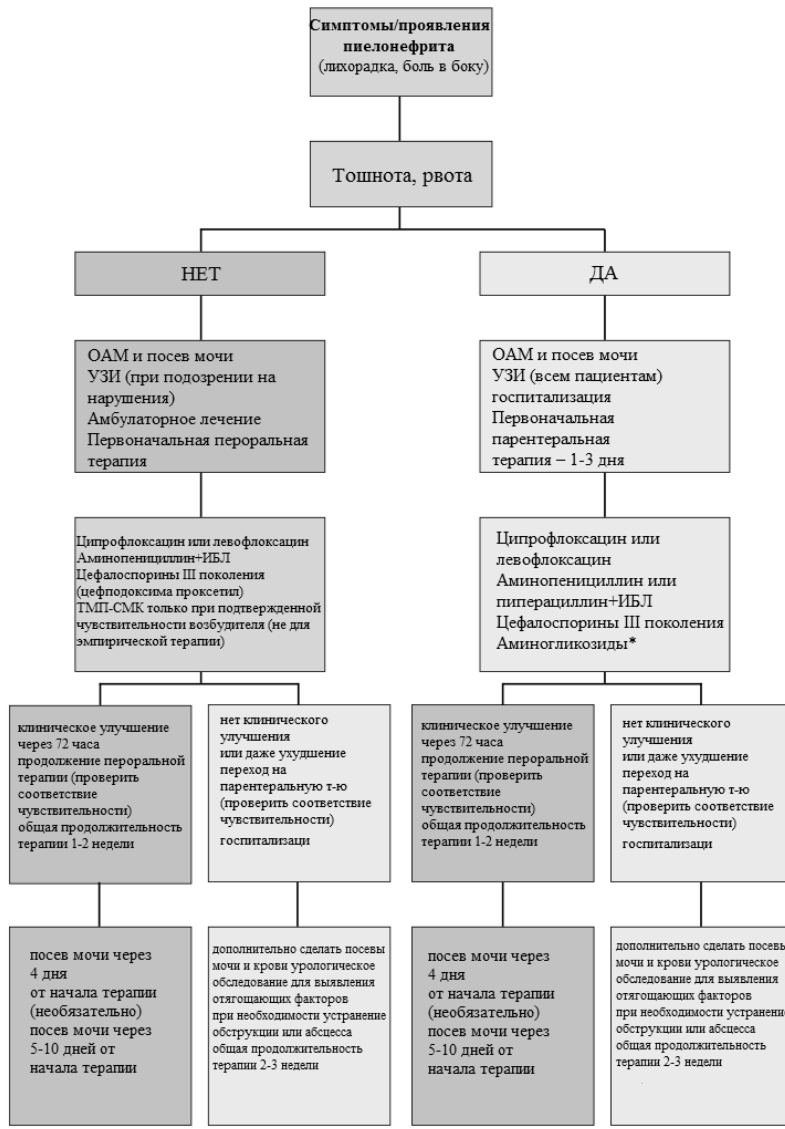 Симптомы/проявления
пиелонефрита
(лихорадка, боль в боку)
Тошнота, рвота
НЕТ
ДА
ОАМ и посев мочи
УЗИ (при подозрении на
нарушения)
Амбулаторное лечение
Первоначальная пероральная
терапия
ОАМ и посев мочи
УЗИ (всем пациентам)
госпитализация
Первоначальная
парентеральная
терапия – 1-3 дня
Ципрофлоксацин или левофлоксацин
Аминопенициллин+ИБЛ
Цефалоспорины III поколения
(цефподоксима проксетил)
ТМП-СМК только при подтвержденной
чувствительности возбудителя (не для
эмпирической терапии)
Ципрофлоксацин или
левофлоксацин
Аминопенициллин или
пиперациллин+ИБЛ
Цефалоспорины III поколения
Аминогликозиды*
клиническое улучшение
через 72 часа
продолжение пероральной
терапии (проверить
соответствие
чувствительности)
общая продолжительность
терапии 1-2 недели
нет клинического
улучшения
или даже ухудшение
переход на
парентеральную т-ю
(проверить соответствие
чувствительности)
госпитализаци
клиническое улучшение
через 72 часа
продолжение пероральной
терапии (проверить
соответствие
чувствительности)
общая продолжительность
терапии 1-2 недели
нет клинического
улучшения
или даже ухудшение
переход на
парентеральную т-ю
(проверить соответствие
чувствительности)
госпитализаци
посев мочи через
4 дня
от начала терапии
(необязательно)
посев мочи через
5-10 дней от
начала терапии
дополнительно сделать посевы
мочи и крови урологическое
обследование для выявления
отягощающих факторов
при необходимости устранение
обструкции или абсцесса
общая продолжительность
терапии 2-3 недели
посев мочи через
4 дня
от начала терапии
(необязательно)
посев мочи через
5-10 дней от
начала терапии
дополнительно сделать посевы
мочи и крови урологическое
обследование для выявления
отягощающих факторов
при необходимости устранение
обструкции или абсцесса
общая продолжительность
терапии 2-3 недели